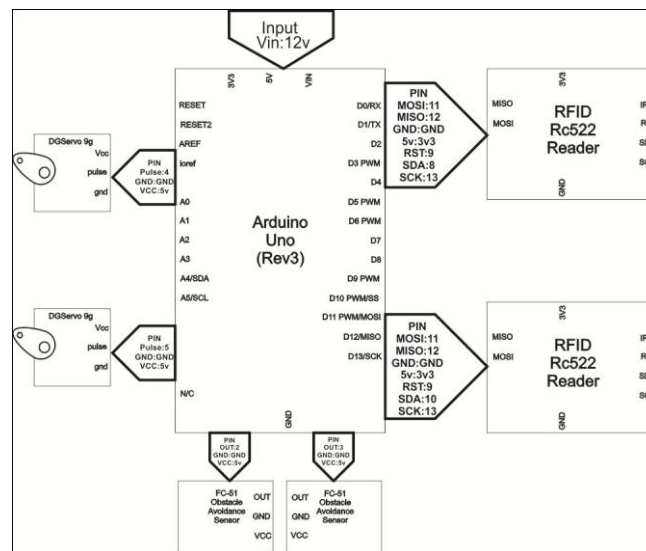 Input
Vin:12v
3V3
5V
VIN
RESET
RESET2
AREF
ioref
A0
A1
A2
A3
A4/SDA
A5/SCL
N/C
Arduino
Uno
(Rev3)
GND
D0/RX
D1/TX
D2
D3 PWM
D4
D5 PWM
D6 PWM
D7
D8
D9 PWM
D10 PWM/SS
D11 PWM/MOSI
D12/MISO
D13/SCK
DGServo 9g
Vcc
pulse
gnd
PIN
Pulse:4
GND:GND
VCC:5v
DGServo 9g
Vcc
pulse
gnd
PIN
Pulse:5
GND:GND
VCC:5v
PIN
MOSI:11
MISO:12
GND:GND
5v:3v3
RST:9
SDA:8
SCK:13
3V3
MISO
MOSI
RFID
Rc522
Reader
GND
PIN
MOSI:11
MISO:12
GND:GND
5v:3v3
RST:9
SDA:10
SCK:13
3V3
MISO
MOSI
RFID
Rc522
Reader
GND
PIN
OUT:2
GND:GND
VCC:5v
FC-51
Obstacle
Avoidance
Sensor
OUT
GND
VCC
PIN
OUT:3
GND:GND
VCC:5v
OUT
GND
VCC
FC-51
Obstacle
Avoidance
Sensor